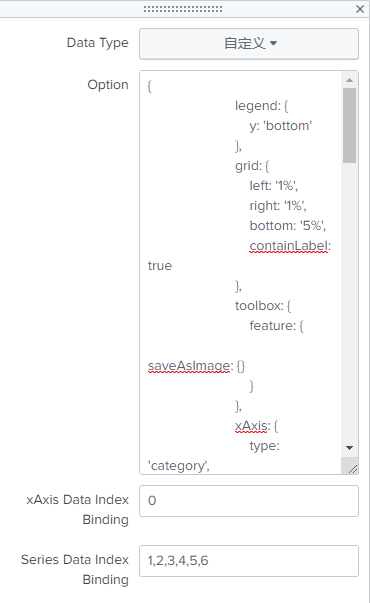 Data Type
自定义
Option
{
legend: {
y: 'bottom'
},
grid: {
left: '1%',
right: '1%',
bottom: '5%',
containLabel:
true
},
toolbox: {
feature: {
saveAsImage: {}
}
},
xAxis: {
type:
'category',
xAxis Data Index
Binding
0
Series Data Index
Binding
1,2,3,4,5,6